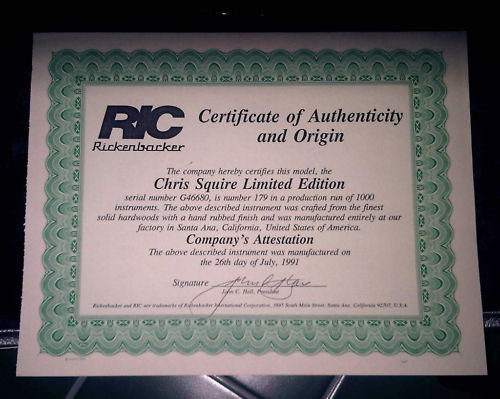 RIC
Rickenbacker
Certificate of Authenticity
and Origin
The company hereby certifies this model, the
Chris Squire Limited Edition
serial number G46680, is number 179 in a production run of 1000
instruments. The above described instrument was crafted from the finest
solid hardwoods with a hand rubbed finish and was manufactured entirely at our
factory in Santa Ana, California, United States of America.
Company's Attestation
The above described instrument was manufactured on
the 26th day of July, 1991
Signature
John C. Hall, President
Rickenbacker and RIC are trademarks of Rickenbacker International Corporation, 3895 South Main Street, Santa Ana, California 92707, U.S.A.